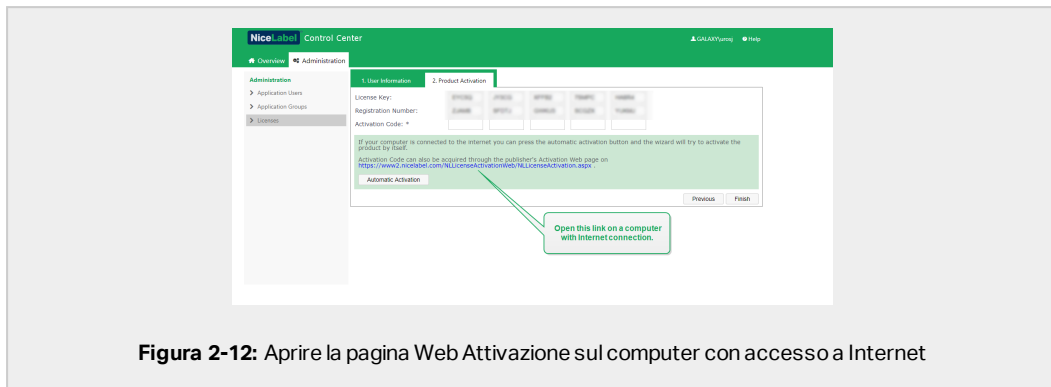 NiceLabel Control Center
GALAXY\urosj Help
Overview Administration
Administration
Application Users
Application Groups
Licenses
1. User Information 2. Product Activation
License Key:
Registration Number:
Activation Code: *
If your computer is connected to the internet you can press the automatic activation button and the wizard will try to activate the
product by itself.
Activation Code can also be acquired through the publisher's Activation Web page on
https://www2.nicelabel.com/NLLicenseActivationWeb/NLLicenseActivation.aspx .
Automatic Activation
Previous Finish
Open this link on a computer
with Internet connection.
Figura 2-12: Aprire la pagina Web Attivazione sul computer con accesso a Internet